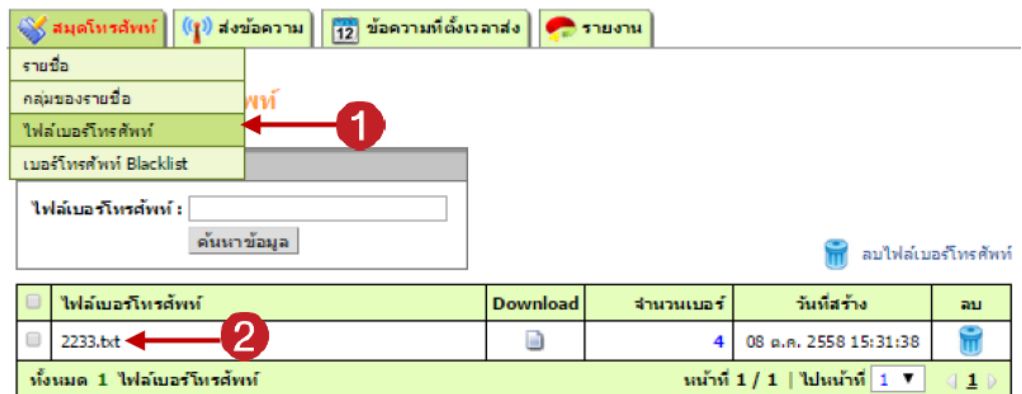 สมุดโทรศัพท์ ส่งข้อความ 12 ข้อความที่ตั้งเวลาส่ง รายงาน
รายชื่อ
กลุ่มของรายชื่อ
ไฟล์เบอร์โทรศัพท์ 1
เบอร์โทรศัพท์ Blacklist
ไฟล์เบอร์โทรศัพท์ :
ค้นหาข้อมูล
ลบไฟล์เบอร์โทรศัพท์
ไฟล์เบอร์โทรศัพท์ Download จำนวนเบอร์ วันที่สร้าง ลบ
2233.txt 2 4 08 ต.ค. 2558 15:31:38
ทั้งหมด 1 ไฟล์เบอร์โทรศัพท์ หน้าที่ 1 / 1 | ไปหน้าที่ 1 1